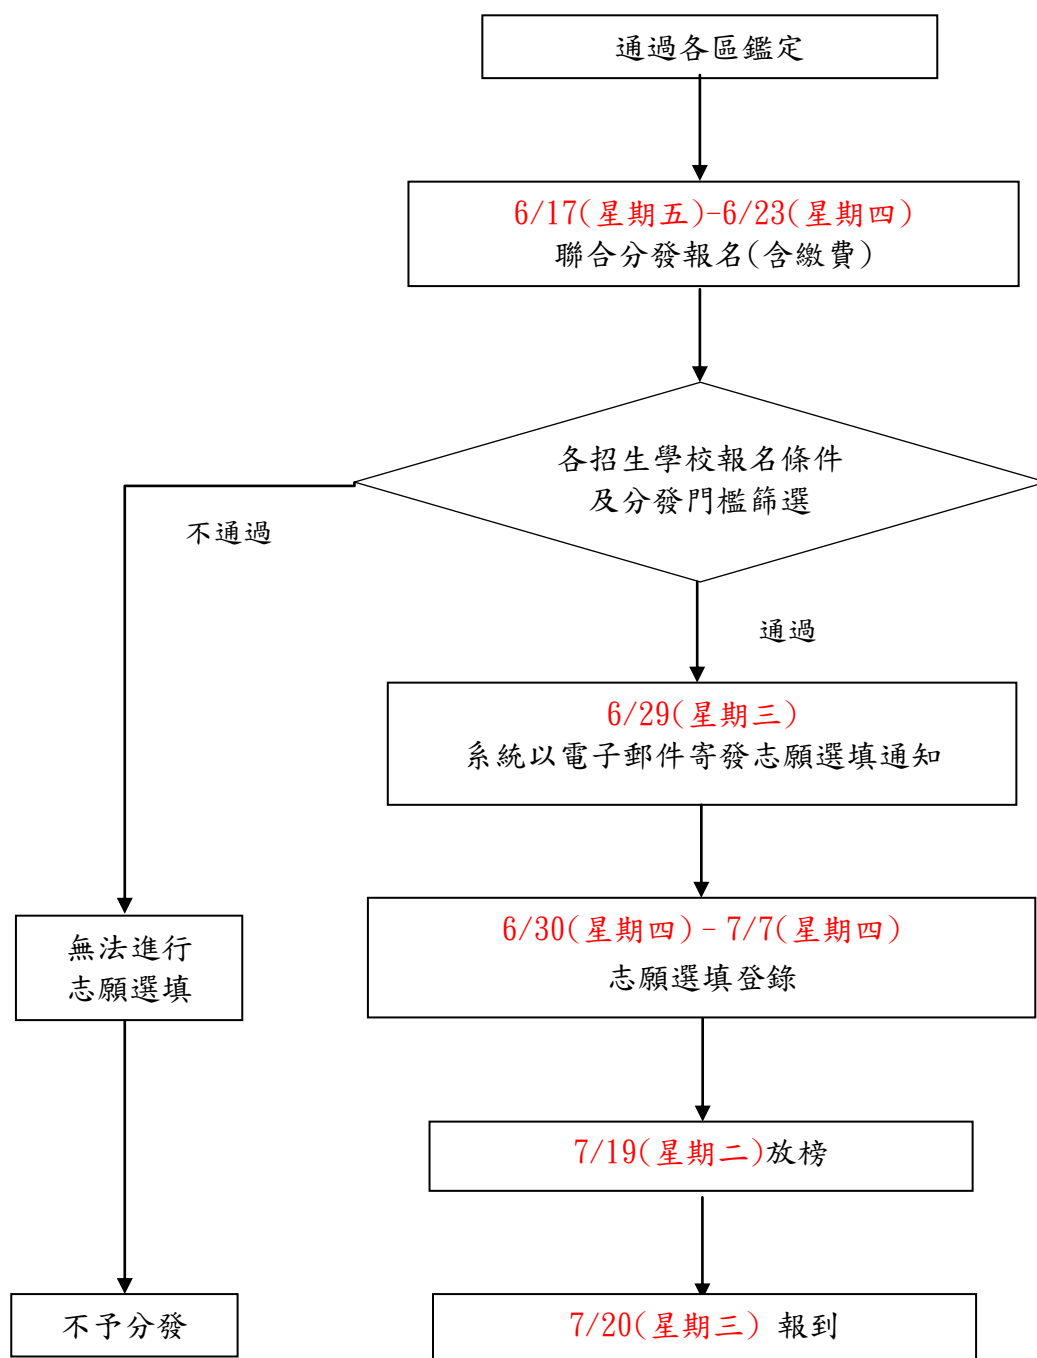 通過各區鑑定
6/17(星期五)-6/23(星期四)
聯合分發報名(含繳費)
各招生學校報名條件
及分發門檻篩選
不通過
通過
6/29(星期三)
系統以電子郵件寄發志願選填通知
6/30(星期四)- 7/7(星期四)
志願選填登錄
無法進行
志願選填
7/19(星期二)放榜
不予分發
7/20(星期三) 報到